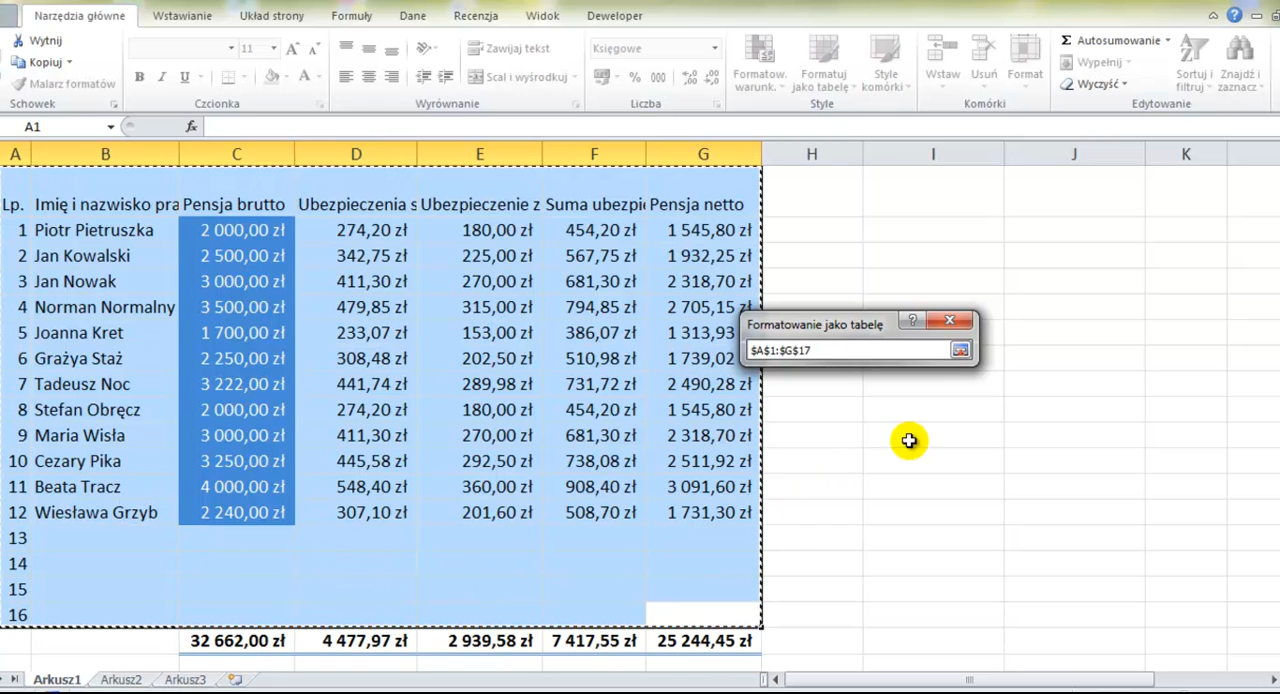 Narzędzia główne Wstawianie Układ strony Formuły Dane Recenzja Widok Deweloper
Wytnij
Kopiuj
Malarz formatów
Schowek
11
B I U
Czcionka
Zawijaj tekst
Scal i wyśrodkuj
Wyrównanie
Księgowe
% 000
Liczba
Formatow. warunk.
Formatuj jako tabelę
Style komórki
Style
Wstaw
Usuń
Format
Komórki
Σ Autosumowanie
Wypełnij
Wyczyść
Sortuj i filtruj
Znajdź i zaznacz
Edytowanie
A1 fx
A B C D E F G H I J K
Lp. Imię i nazwisko pra Pensja brutto Ubezpieczenia s Ubezpieczenie z Suma ubezpie Pensja netto
1 Piotr Pietruszka 2 000,00 zł 274,20 zł 180,00 zł 454,20 zł 1 545,80 zł
2 Jan Kowalski 2 500,00 zł 342,75 zł 225,00 zł 567,75 zł 1 932,25 zł
3 Jan Nowak 3 000,00 zł 411,30 zł 270,00 zł 681,30 zł 2 318,70 zł
4 Norman Normalny 3 500,00 zł 479,85 zł 315,00 zł 794,85 zł 2 705,15 zł
5 Joanna Kret 1 700,00 zł 233,07 zł 153,00 zł 386,07 zł 1 313,93
6 Grażya Staż 2 250,00 zł 308,48 zł 202,50 zł 510,98 zł 1 739,02
7 Tadeusz Noc 3 222,00 zł 441,74 zł 289,98 zł 731,72 zł 2 490,28 zł
8 Stefan Obręcz 2 000,00 zł 274,20 zł 180,00 zł 454,20 zł 1 545,80 zł
9 Maria Wisła 3 000,00 zł 411,30 zł 270,00 zł 681,30 zł 2 318,70 zł
10 Cezary Pika 3 250,00 zł 445,58 zł 292,50 zł 738,08 zł 2 511,92 zł
11 Beata Tracz 4 000,00 zł 548,40 zł 360,00 zł 908,40 zł 3 091,60 zł
12 Wiesława Grzyb 2 240,00 zł 307,10 zł 201,60 zł 508,70 zł 1 731,30 zł
13
14
15
16
32 662,00 zł 4 477,97 zł 2 939,58 zł 7 417,55 zł 25 244,45 zł
Formatowanie jako tabelę
$A$1:$G$17
Arkusz1 Arkusz2 Arkusz3